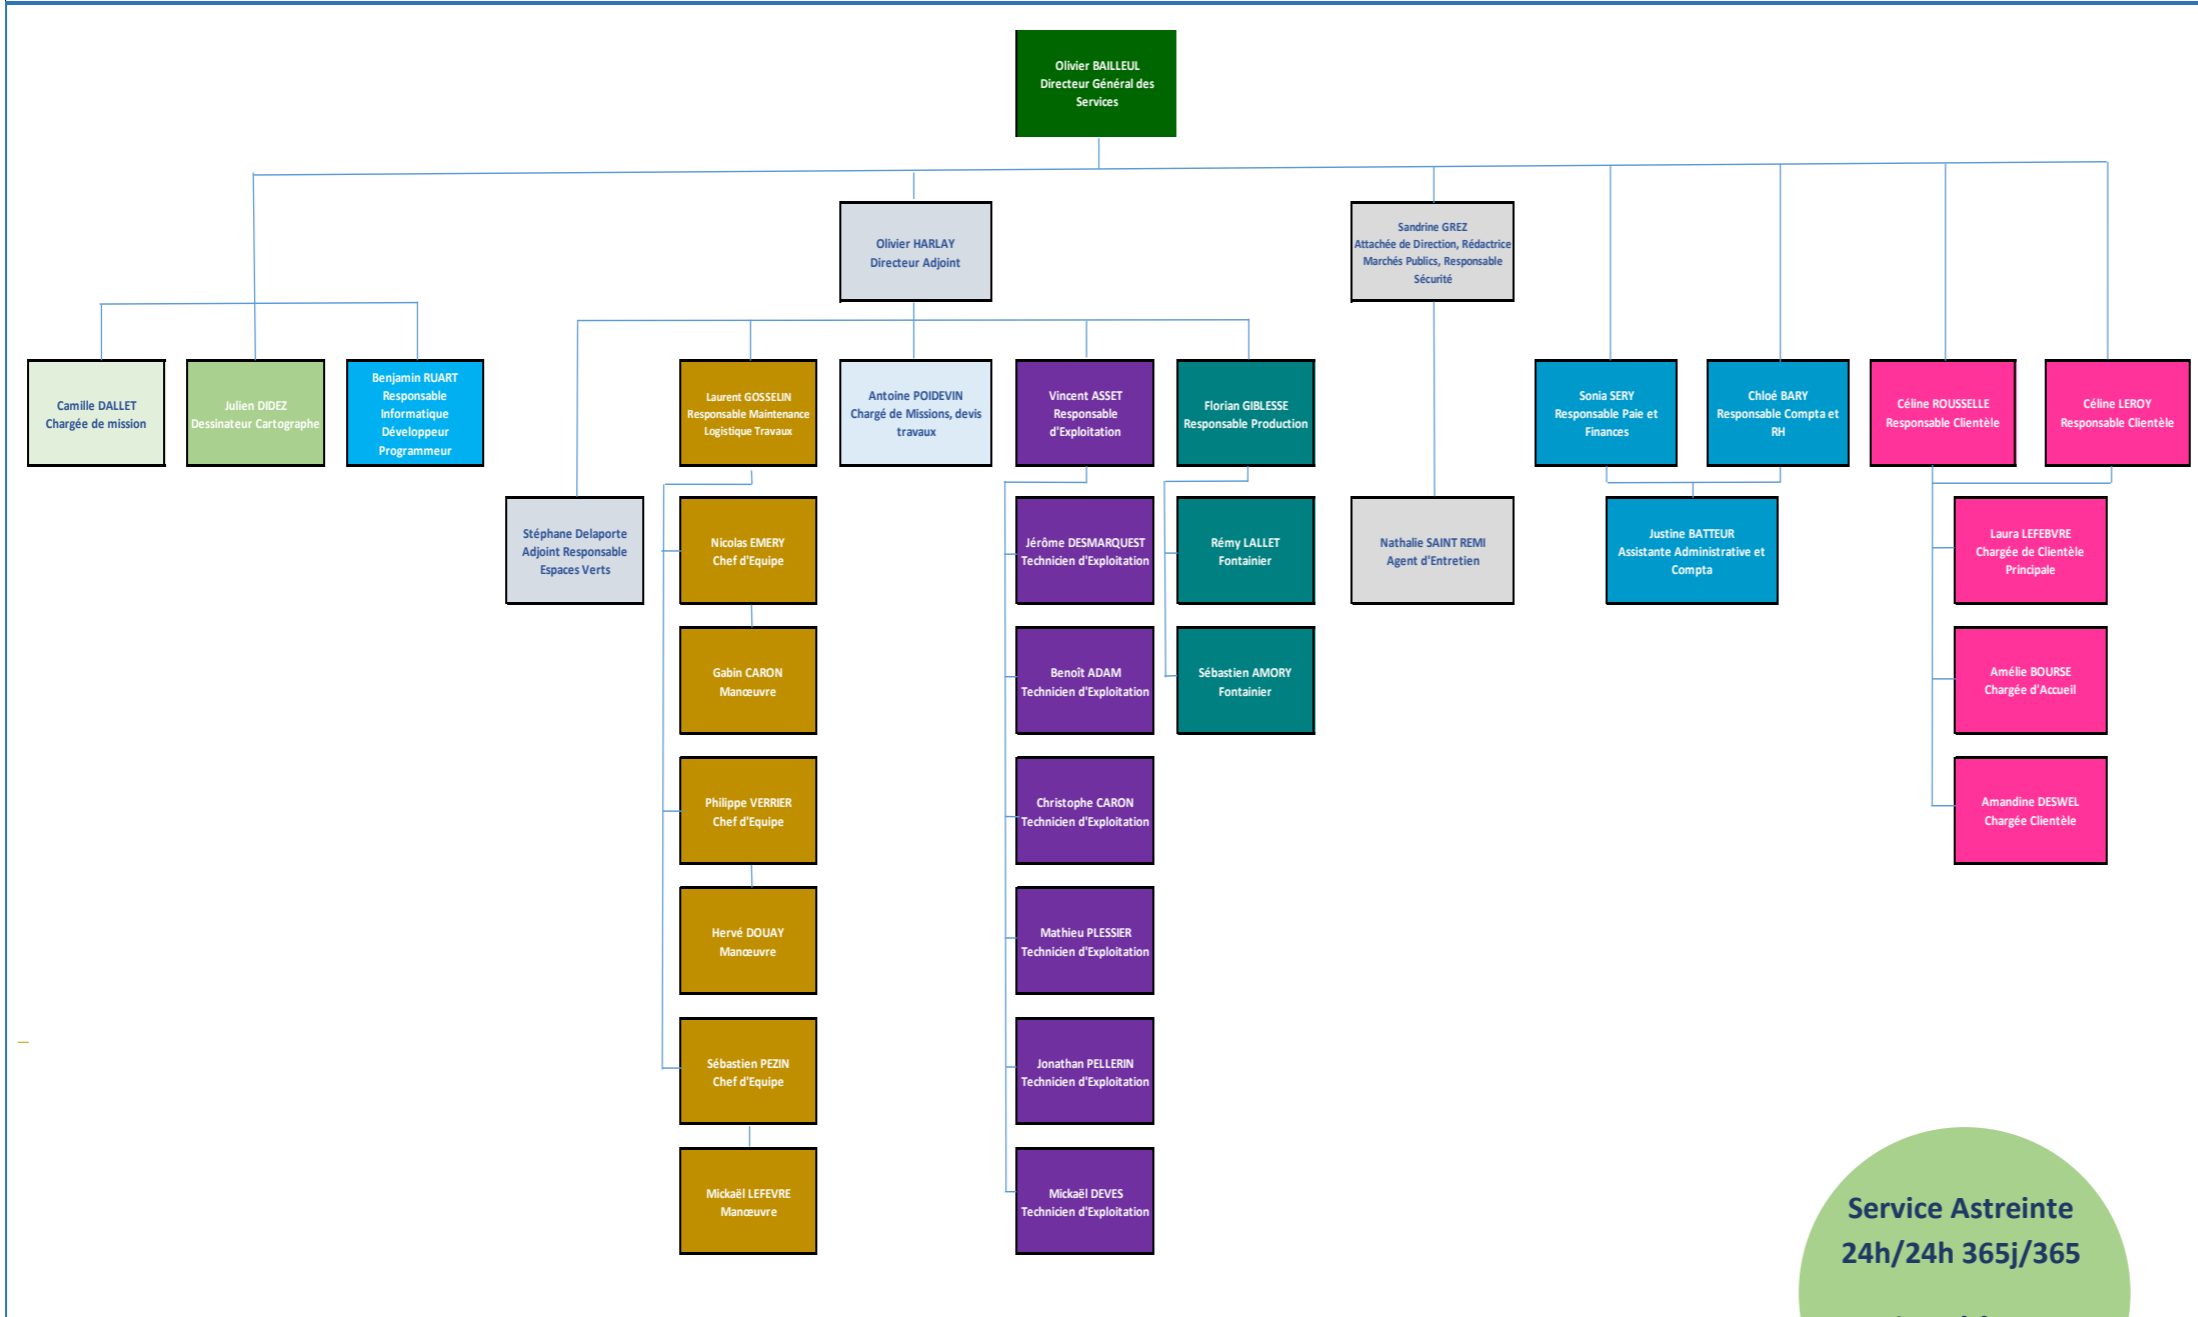 Olivier BAILLEUL
Directeur Général des
Services
Olivier HARLAY
Directeur Adjoint
Sandrine GREZ
Attachée de Direction, Rédactrice
Marchés Publics, Responsable
Sécurité
Camille DALLET
Chargée de mission
Julien DIDEZ
Dessinateur Cartographe
Benjamin RUART
Responsable
Informatique
Développeur
Programmeur
Laurent GOSSELIN
Responsable Maintenance
Logistique Travaux
Antoine POIDEVIN
Chargé de Missions, devis
travaux
Vincent ASSET
Responsable
d'Exploitation
Florian GIBLESSE
Responsable Production
Sonia SERY
Responsable Paie et
Finances
Chloé BARY
Responsable Compta et
RH
Céline ROUSSELLE
Responsable Clientèle
Céline LEROY
Responsable Clientèle
Stéphane Delaporte
Adjoint Responsable
Espaces Verts
Nicolas EMERY
Chef d'Equipe
Jérôme DESMARQUEST
Technicien d'Exploitation
Rémy LALLET
Fontainier
Nathalie SAINT REMI
Agent d'Entretien
Justine BATTEUR
Assistante Administrative et
Compta
Laura LEFEBVRE
Chargée de Clientèle
Principale
Gabin CARON
Manœuvre
Benoît ADAM
Technicien d'Exploitation
Sébastien AMORY
Fontainier
Amélie BOURSE
Chargée d'Accueil
Philippe VERRIER
Chef d'Equipe
Christophe CARON
Technicien d'Exploitation
Amandine DESWEL
Chargée Clientèle
Hervé DOUAY
Manœuvre
Mathieu PLESSIER
Technicien d'Exploitation
Sébastien PEZIN
Chef d'Equipe
Jonathan PELLERIN
Technicien d'Exploitation
Mickaël LEFEVRE
Manœuvre
Mickaël DEVES
Technicien d'Exploitation
Service Astreinte
24h/24h 365j/365